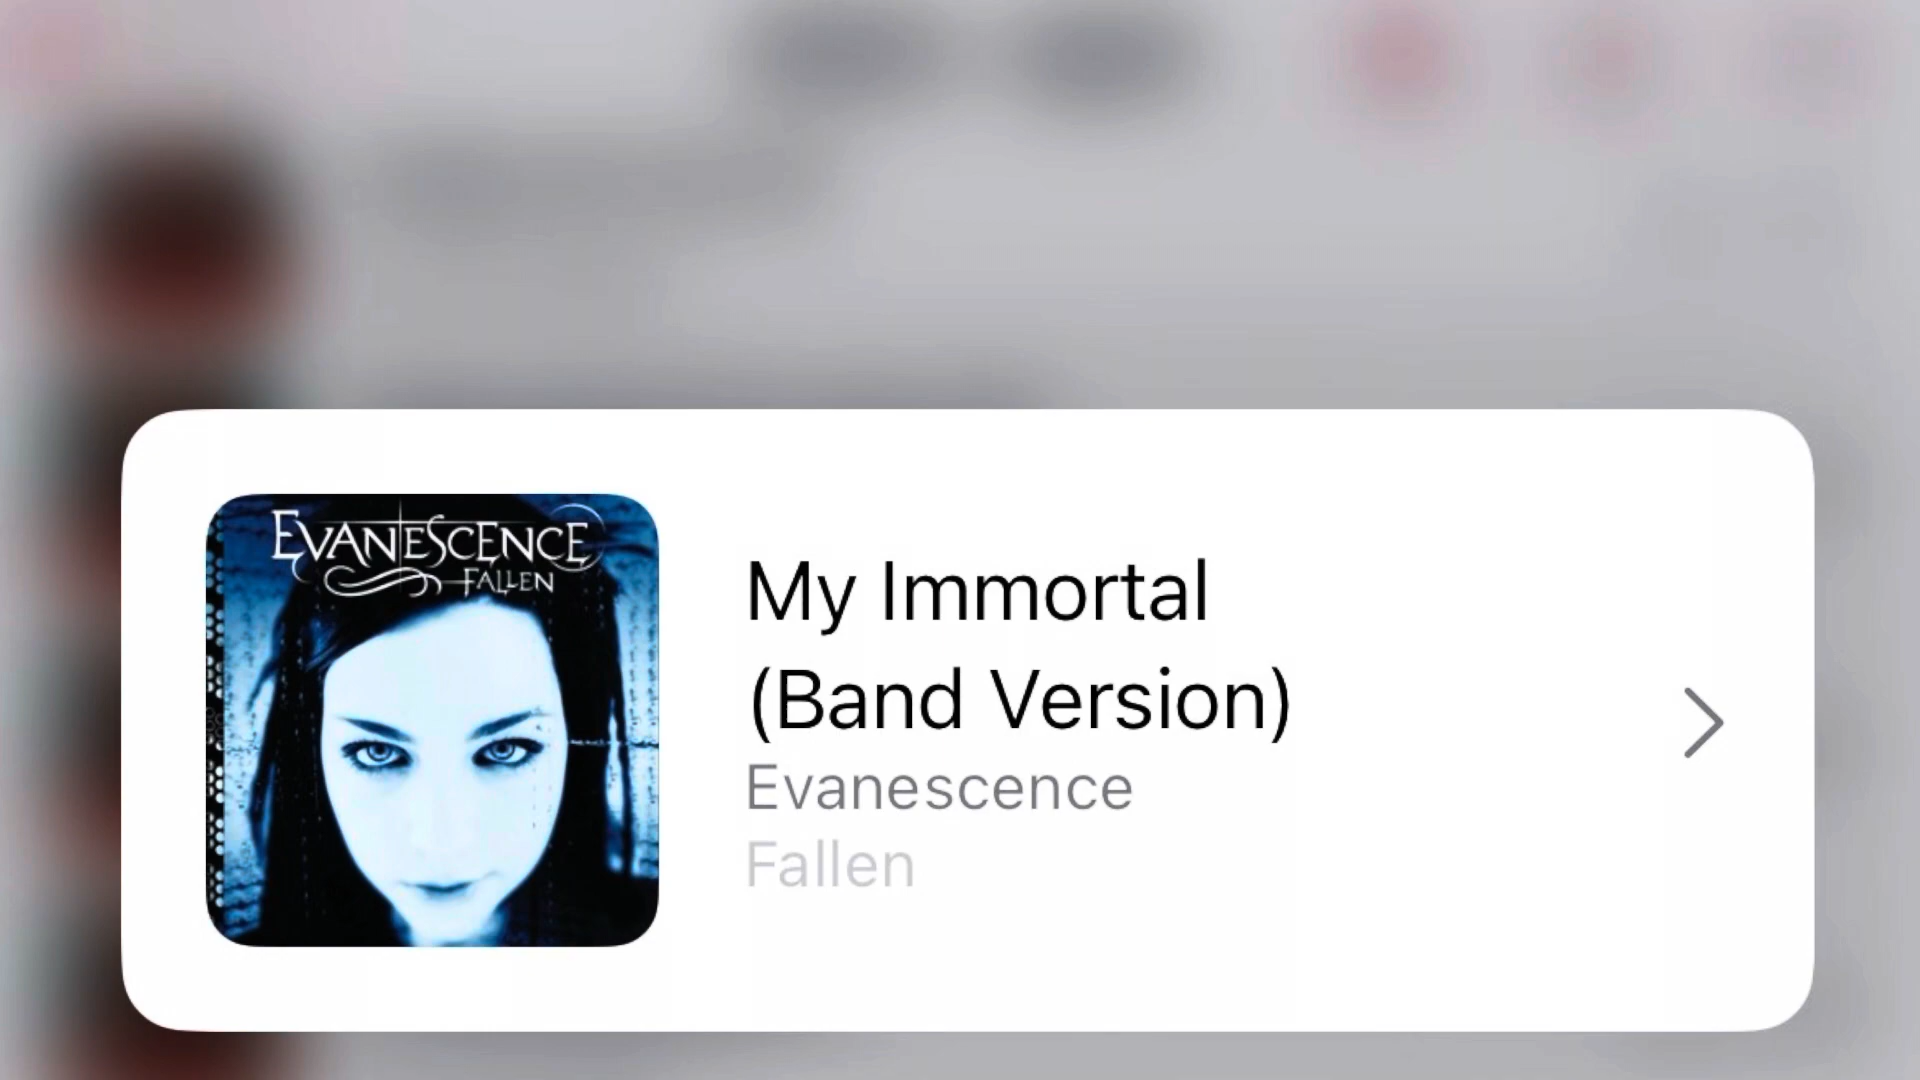 EVANESCENCE
FALLEN
My Immortal
(Band Version)
Evanescence
Fallen